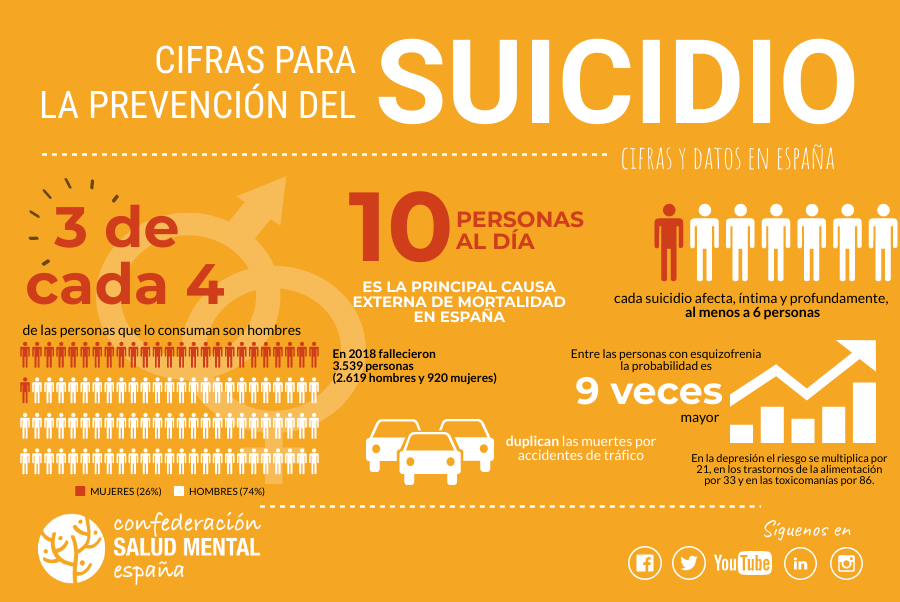 CIFRAS PARA
LA PREVENCIÓN DEL
SUICIDIO
CIFRAS Y DATOS EN ESPAÑA
3 de
cada 4
de las personas que lo consuman son hombres
MUJERES (26%) HOMBRES (74%)
10
PERSONAS
AL DÍA
ES LA PRINCIPAL CAUSA
EXTERNA DE MORTALIDAD
EN ESPAÑA
En 2018 fallecieron
3.539 personas
(2.619 hombres y 920 mujeres)
duplican las muertes por
accidentes de tráfico
cada suicidio afecta, íntima y profundamente,
al menos a 6 personas
Entre las personas con esquizofrenia
la probabilidad es
9 veces
mayor
En la depresión el riesgo se multiplica por
21, en los trastornos de la alimentación
por 33 y en las toxicomanías por 86.
confederación
SALUD MENTAL
españa
Síguenos en
YouTube
in